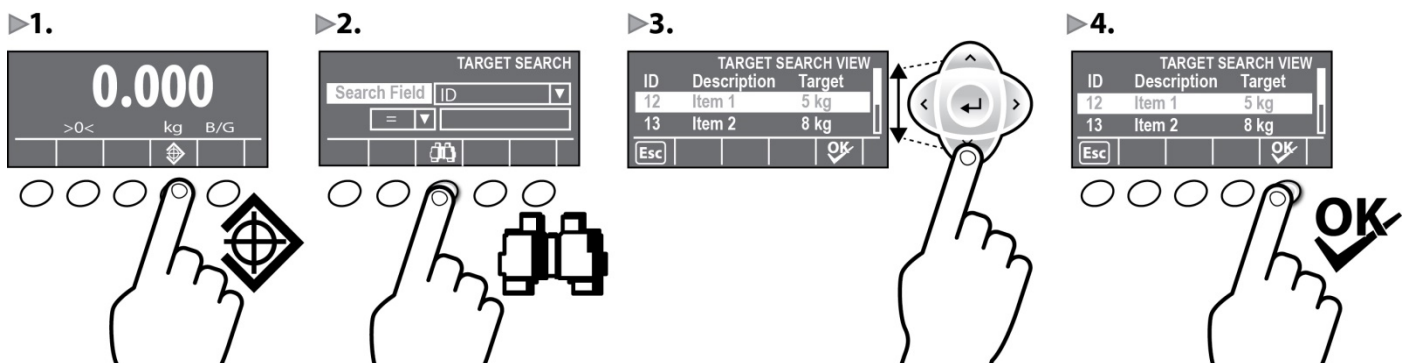 1.
0.000
>0< kg B/G
2.
TARGET SEARCH
Search Field ID
=
3.
TARGET SEARCH VIEW
ID Description Target
12 Item 1 5 kg
13 Item 2 8 kg
Esc OK
4.
TARGET SEARCH VIEW
ID Description Target
12 Item 1 5 kg
13 Item 2 8 kg
Esc OK
OK